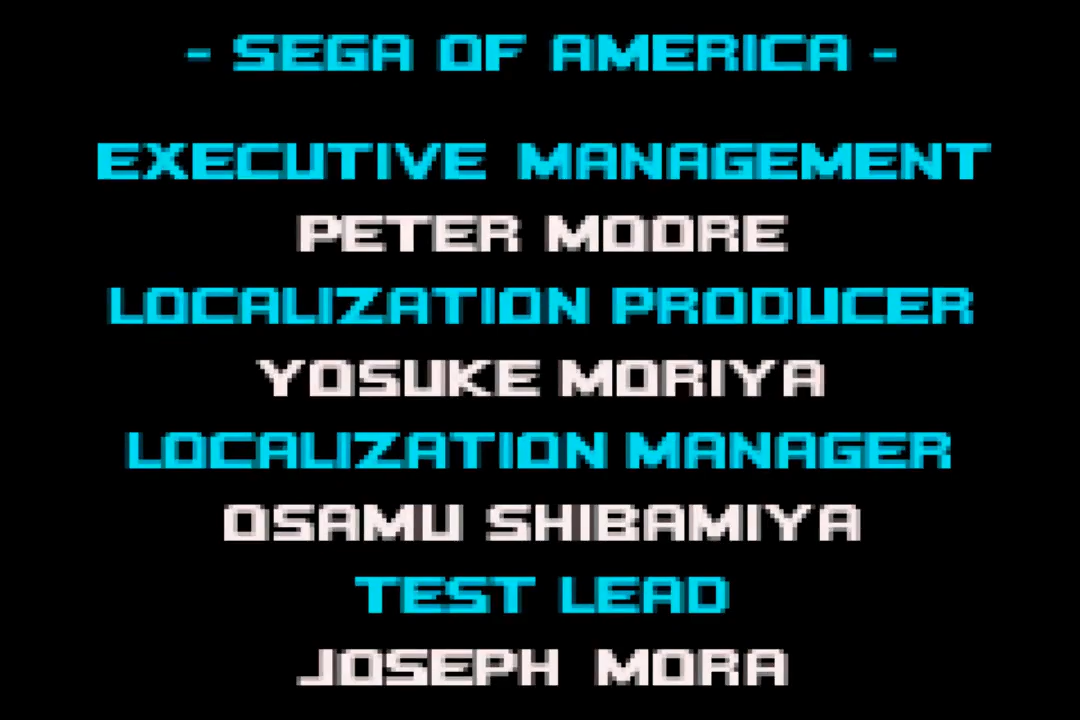 - SEGA OF AMERICA -
EXECUTIVE MANAGEMENT
PETER MOORE
LOCALIZATION PRODUCER
YOSUKE MORIYA
LOCALIZATION MANAGER
OSAMU SHIBAMIYA
TEST LEAD
JOSEPH MORA